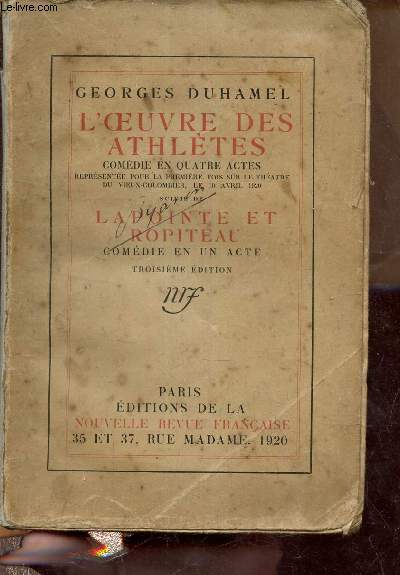 www.le-livre.com
GEORGES DUHAMEL
L'ŒUVRE DES
ATHLÈTES
COMÉDIE EN QUATRE ACTES
REPRÉSENTÉE POUR LA PREMIÈRE FOIS SUR LE THÉATRE
DU VIEUX-COLOMBIER, LE 10 AVRIL 1920
SUIVIE DE
LAPOINTE ET
ROPITEAU
COMÉDIE EN UN ACTE
TROISIÈME ÉDITION
nrf
PARIS
ÉDITIONS DE LA
NOUVELLE REVUE FRANÇAISE
35 ET 37, RUE MADAME. 1920